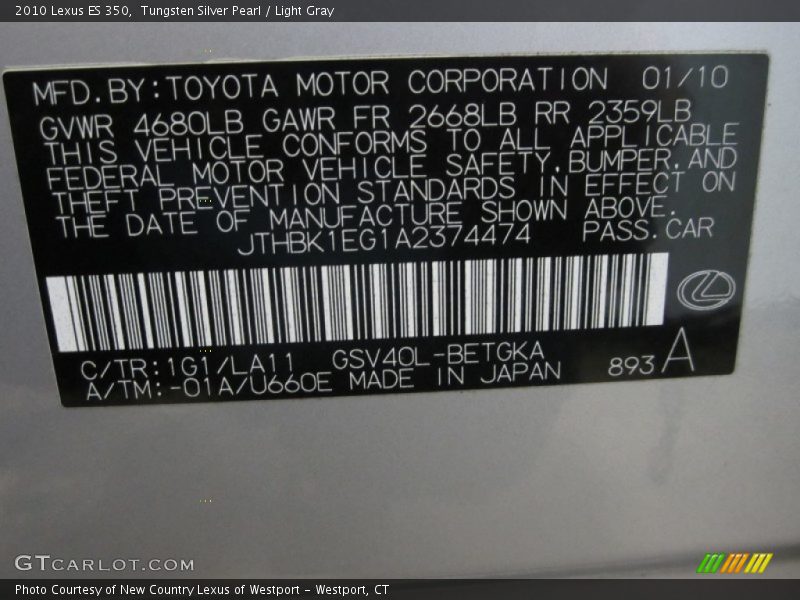 2010 Lexus ES 350, Tungsten Silver Pearl / Light Gray
MFD.BY:TOYOTA MOTOR CORPORATION 01/10
GVWR 4680LB GAWR FR 2668LB RR 2359LB
THIS VEHICLE CONFORMS TO ALL APPLICABLE
FEDERAL MOTOR VEHICLE SAFETY,BUMPER,AND
THEFT PREVENTION STANDARDS IN EFFECT ON
THE DATE OF MANUFACTURE SHOWN ABOVE.
JTHBK1EG1A2374474 PASS.CAR
C/TR:1G1/LA11 GSV40L-BETGKA
A/TM:-01A/U660E MADE IN JAPAN 893 A
GTCARLOT.COM
Photo Courtesy of New Country Lexus of Westport - Westport, CT